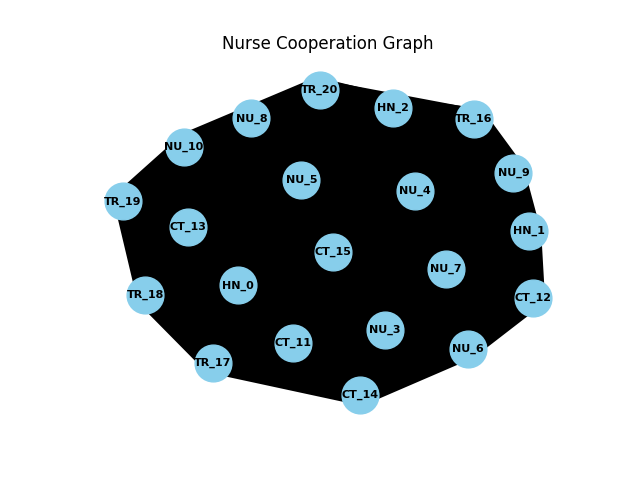 Nurse Cooperation Graph
TR_20
HN_2
NU_8
TR_16
NU_10
NU_9
NU_5
NU_4
TR_19
CT_13
HN_1
CT_15
NU_7
HN_0
TR_18
CT_12
NU_3
CT_11
NU_6
TR_17
CT_14